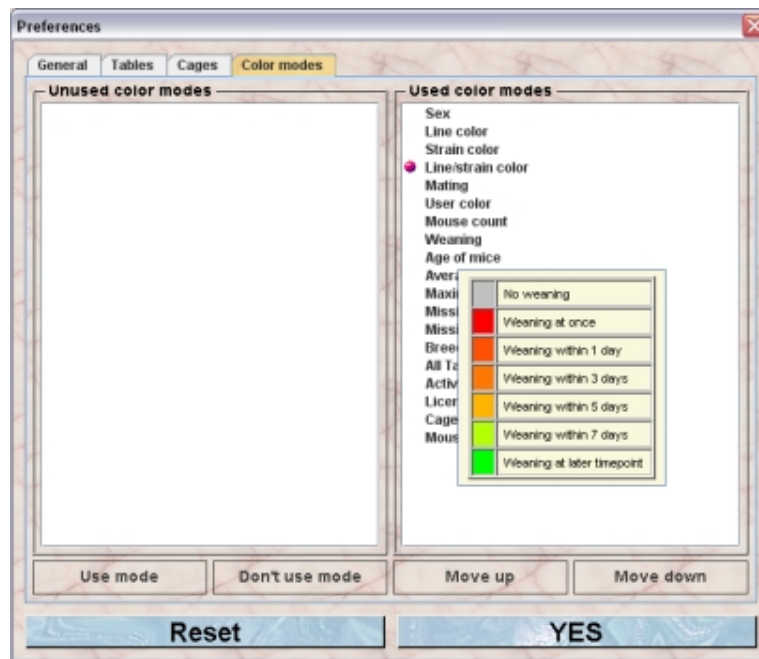 Preferences
General Tables Cages Color modes
Unused color modes
Used color modes
Sex
Line color
Strain color
Line/strain color
Mating
User color
Mouse count
Weaning
Age of mice
No weaning
Weaning at once
Weaning within 1 day
Weaning within 3 days
Weaning within 5 days
Weaning within 7 days
Weaning at later timepoint
Use mode
Don't use mode
Move up
Move down
Reset
YES